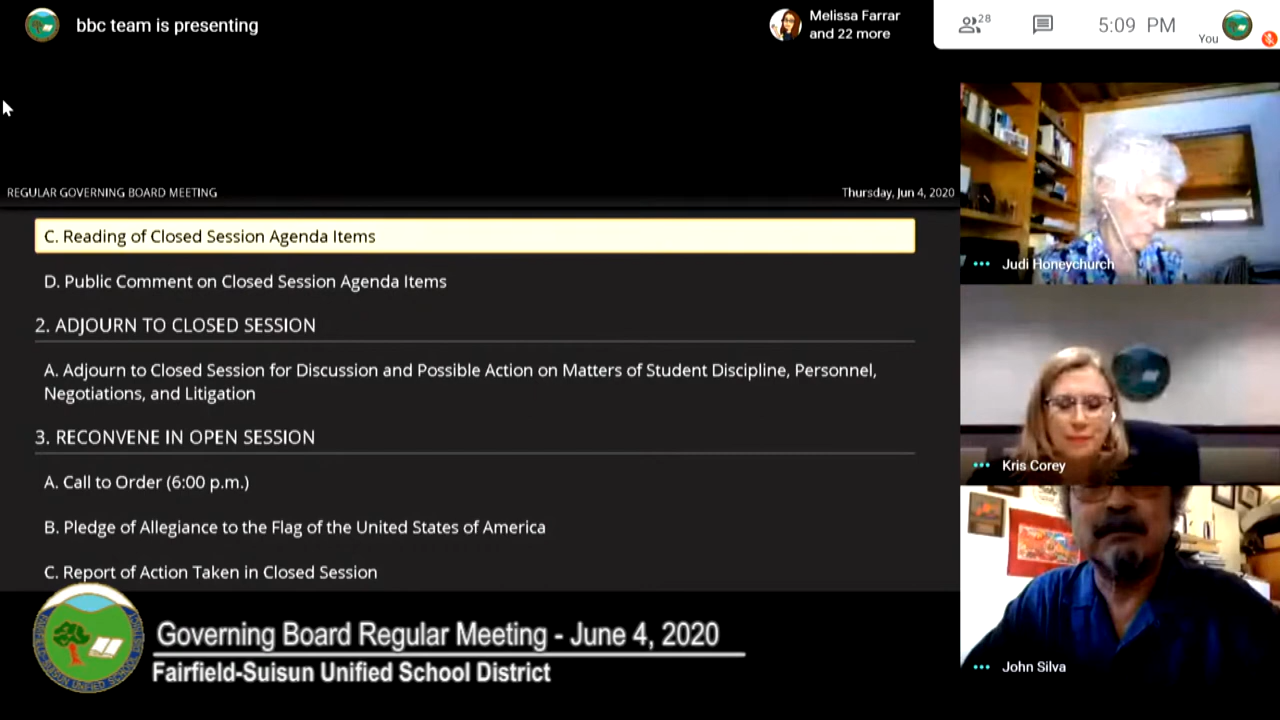 bbc team is presenting
Melissa Farrar
and 22 more
28
5:09 PM
You
REGULAR GOVERNING BOARD MEETING
Thursday, Jun 4, 2020
C. Reading of Closed Session Agenda Items
D. Public Comment on Closed Session Agenda Items
2. ADJOURN TO CLOSED SESSION
A. Adjourn to Closed Session for Discussion and Possible Action on Matters of Student Discipline, Personnel,
Negotiations, and Litigation
3. RECONVENE IN OPEN SESSION
A. Call to Order (6:00 p.m.)
B. Pledge of Allegiance to the Flag of the United States of America
C. Report of Action Taken in Closed Session
Judi Honeychurch
Kris Corey
John Silva
Governing Board Regular Meeting - June 4, 2020
Fairfield-Suisun Unified School District